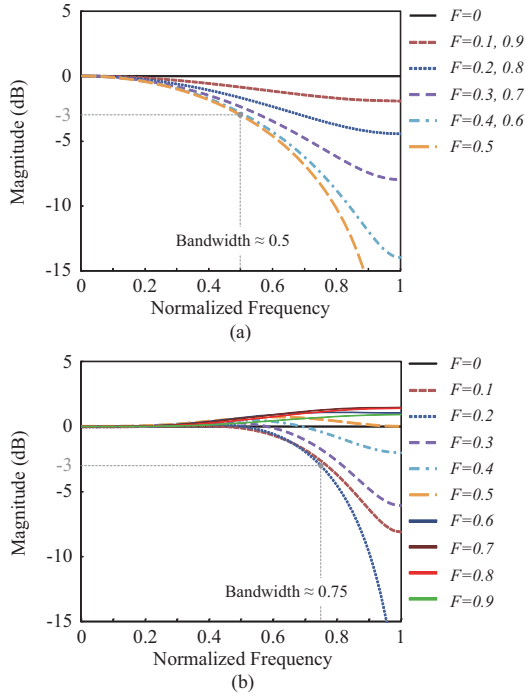 5
0
-3
-5
-10
-15
Magnitude (dB)
Bandwidth ≈ 0.5
0 0.2 0.4 0.6 0.8 1
Normalized Frequency
(a)
F=0
F=0.1, 0.9
F=0.2, 0.8
F=0.3, 0.7
F=0.4, 0.6
F=0.5
5
0
-3
-5
-10
-15
Magnitude (dB)
Bandwidth ≈ 0.75
0 0.2 0.4 0.6 0.8 1
Normalized Frequency
(b)
F=0
F=0.1
F=0.2
F=0.3
F=0.4
F=0.5
F=0.6
F=0.7
F=0.8
F=0.9